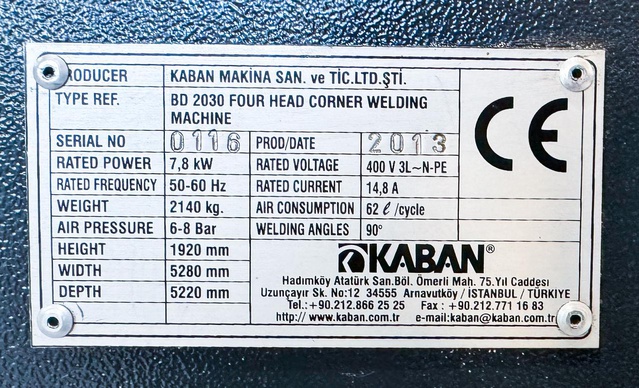 PRODUCER KABAN MAKİNA SAN. ve TİC.LTD.ŞTİ.
TYPE REF. BD 2030 FOUR HEAD CORNER WELDING
MACHINE
CE
SERIAL NO 0116 PROD/DATE 2013
RATED POWER 7,8 kW RATED VOLTAGE 400 V 3L~N-PE
RATED FREQUENCY 50-60 Hz RATED CURRENT 14,8 A
WEIGHT 2140 kg. AIR CONSUMPTION 62 ℓ /cycle
AIR PRESSURE 6-8 Bar WELDING ANGLES 90°
HEIGHT 1920 mm
WIDTH 5280 mm
DEPTH 5220 mm
KABAN®
Hadımköy Atatürk San.Böl. Ömerli Mah. 75.Yıl Caddesi
Uzunçayır Sk. No:12 34555 Arnavutköy / İSTANBUL / TÜRKİYE
Tel.:+90.212.866 25 25 Fax : +90.212.771 16 83
http// www.kaban.com.tr e-mail:kaban@kaban.com.tr